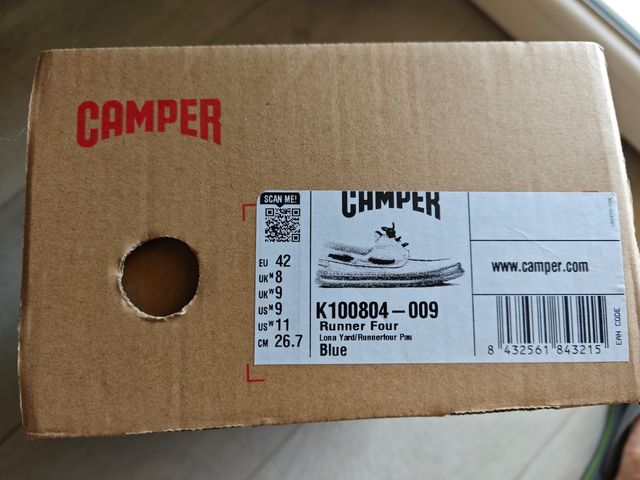 CAMPER
SCAN ME!
CAMPER
EU 42
UK M 8
UK W 9
US M 9
US W 11
CM 26.7
K100804-009
Runner Four
Lona Yard/Runnerfour Pau
Blue
www.camper.com
8 432561 843215
EAN CODE